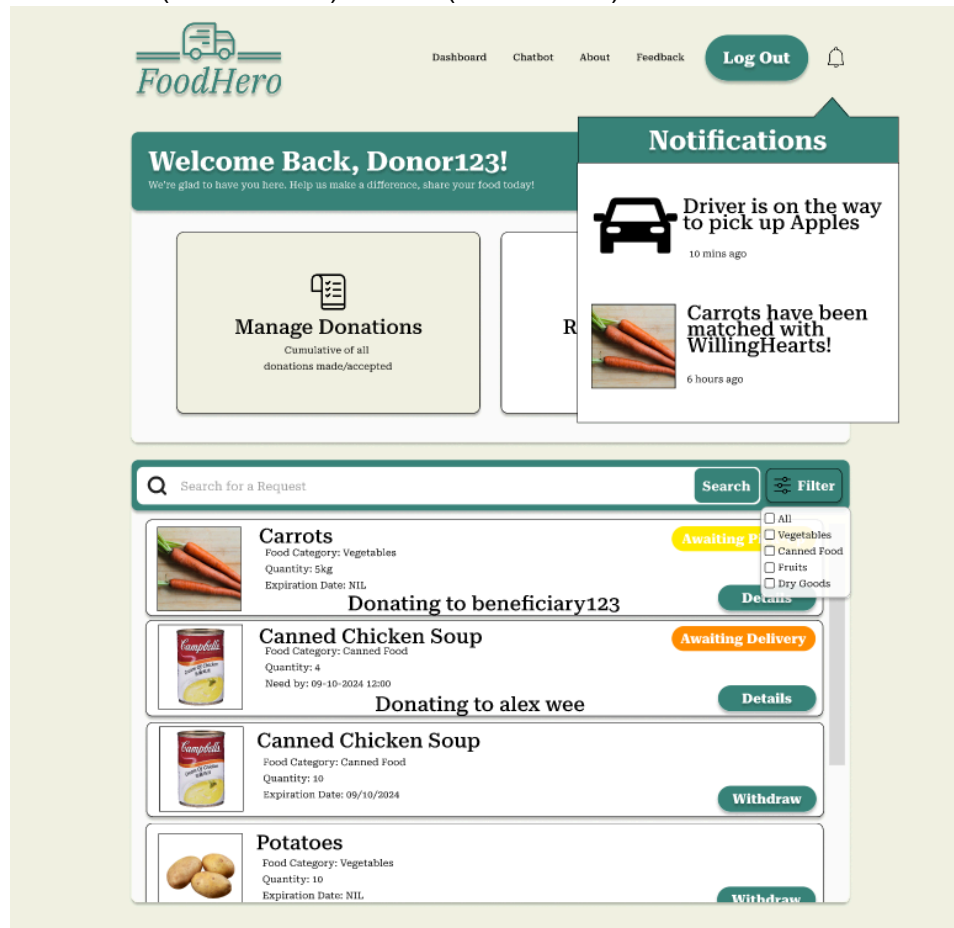 FoodHero
Dashboard Chatbot About Feedback Log Out
Notifications
Welcome Back, Donor123!
We're glad to have you here. Help us make a difference, share your food today!
Driver is on the way
to pick up Apples
10 mins ago
Manage Donations
Cumulative of all
donations made/accepted
R
Carrots have been
matched with
WillingHearts!
6 hours ago
Search for a Request
Search
Filter
All
Vegetables
Canned Food
Fruits
Dry Goods
Carrots
Food Category: Vegetables
Quantity: 5kg
Expiration Date: NIL
Donating to beneficiary123
Awaiting
Details
Canned Chicken Soup
Food Category: Canned Food
Quantity: 4
Need by: 09-10-2024 12:00
Donating to alex wee
Awaiting Delivery
Details
Campbell's
Canned Chicken Soup
Food Category: Canned Food
Quantity: 10
Expiration Date: 09/10/2024
Withdraw
Campbell's
Potatoes
Food Category: Vegetables
Quantity: 10
Expiration Date: NIL
Withdraw